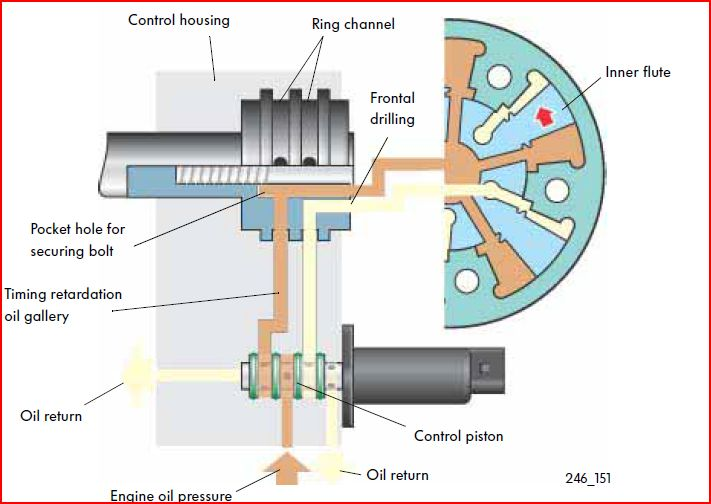 Control housing
Ring channel
Inner flute
Frontal
drilling
Pocket hole for
securing bolt
Timing retardation
oil gallery
Oil return
Control piston
Oil return
246_151
Engine oil pressure